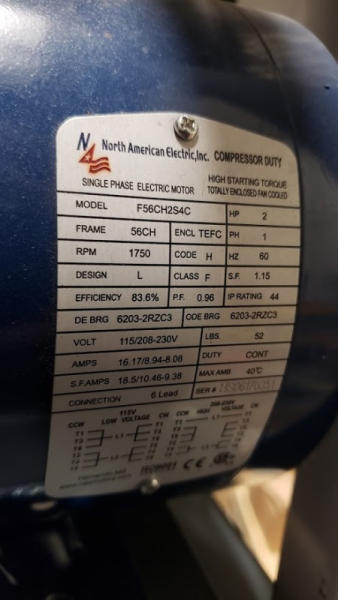 NAE North American Electric,Inc. COMPRESSOR DUTY
SINGLE PHASE ELECTRIC MOTOR
HIGH STARTING TORQUE
TOTALLY ENCLOSED FAN COOLED
MODEL F56CH2S4C HP 2
FRAME 56CH ENCL TEFC PH 1
RPM 1750 CODE H HZ 60
DESIGN L CLASS F S.F. 1.15
EFFICIENCY 83.6% P.F. 0.96 IP RATING 44
DE BRG 6203-2RZC3 ODE BRG 6203-2RZC3
VOLT 115/208-230V LBS. 52
AMPS 16.17/8.94-8.08 DUTY CONT
S.F.AMPS 18.5/10.46-9.38 MAX AMB 40℃
CONNECTION 6 Lead SER #
115V 208-230V
CCW LOW VOLTAGE CW CCW HIGH VOLTAGE CW
CE